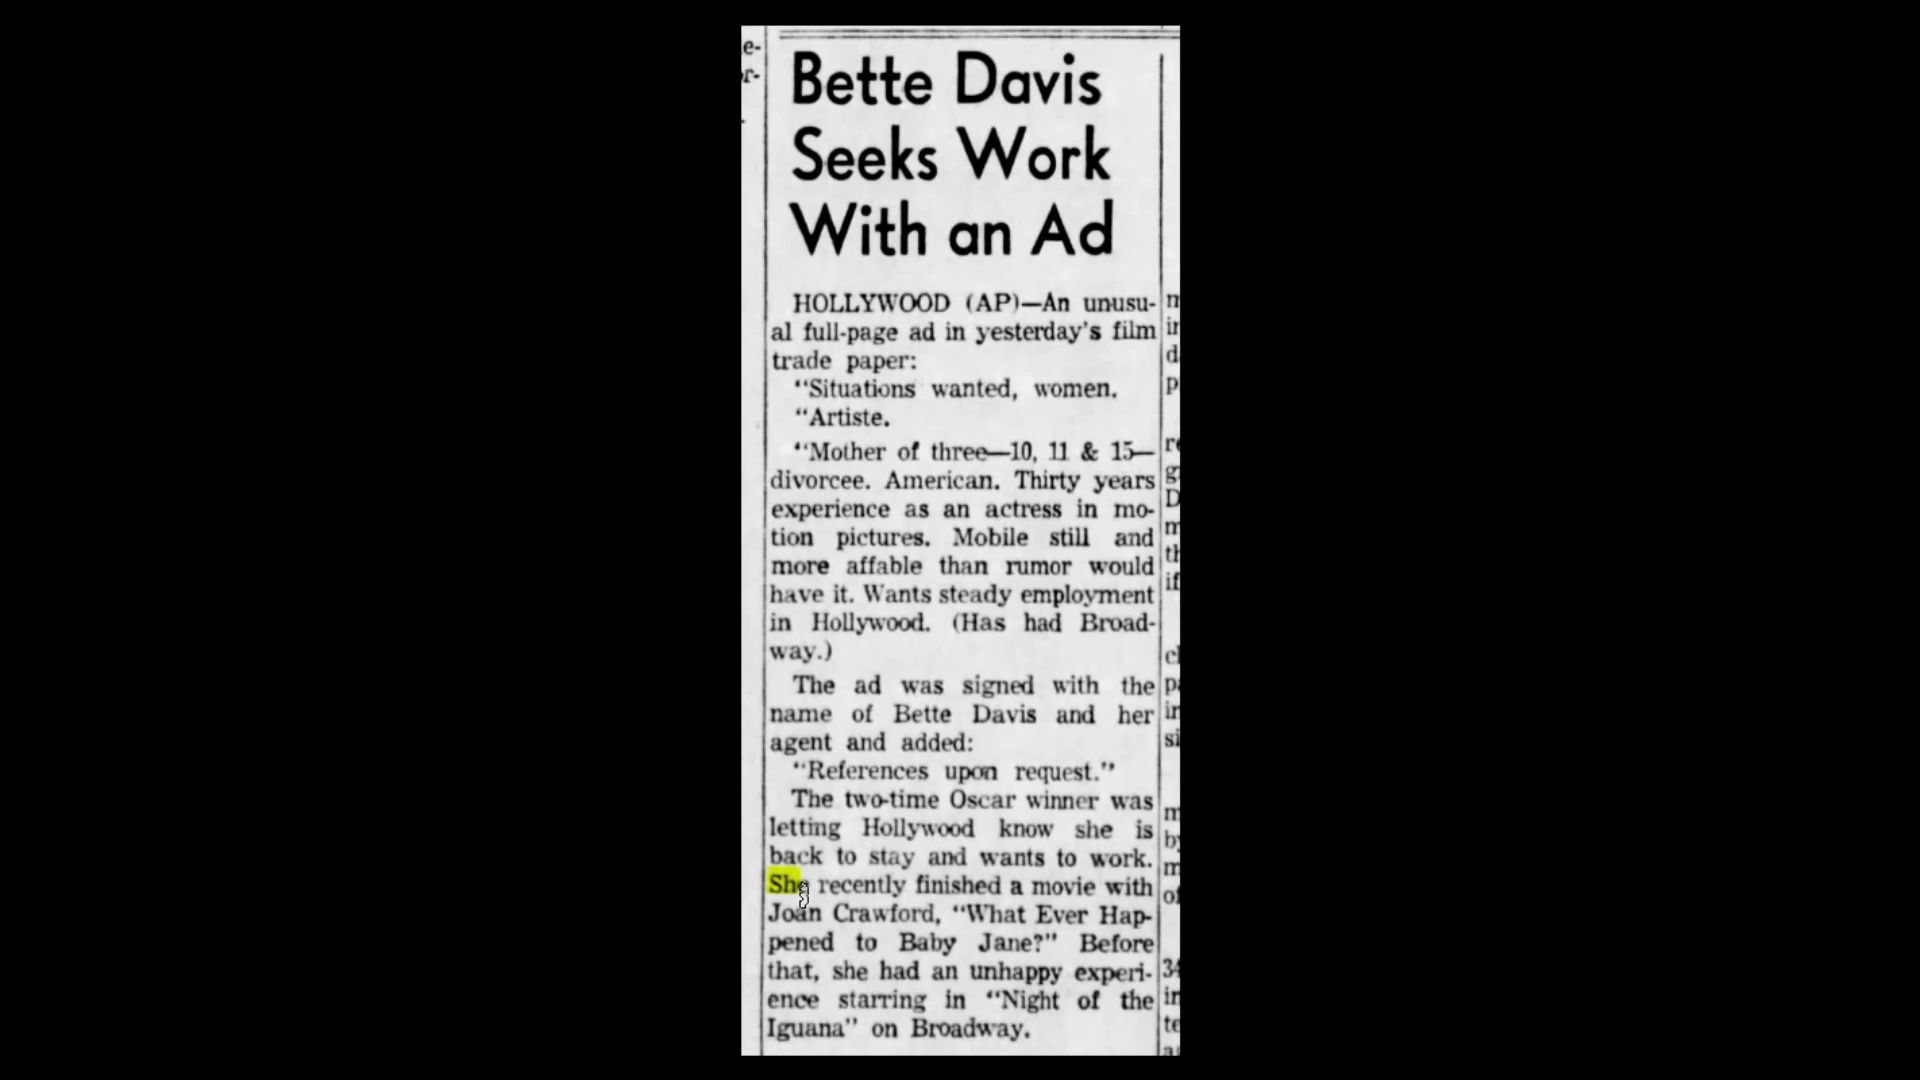 Bette Davis
Seeks Work
With an Ad
HOLLYWOOD (AP)—An unusu-
al full-page ad in yesterday's film
trade paper:
"Situations wanted, women.
"Artiste.
"Mother of three—10, 11 & 15—
divorcee. American. Thirty years
experience as an actress in mo-
tion pictures. Mobile still and
more affable than rumor would
have it. Wants steady employment
in Hollywood. (Has had Broad-
way.)
The ad was signed with the
name of Bette Davis and her
agent and added:
"References upon request."
The two-time Oscar winner was
letting Hollywood know she is
back to stay and wants to work.
She recently finished a movie with
Joan Crawford, "What Ever Hap-
pened to Baby Jane?" Before
that, she had an unhappy experi-
ence starring in "Night of the
Iguana" on Broadway.